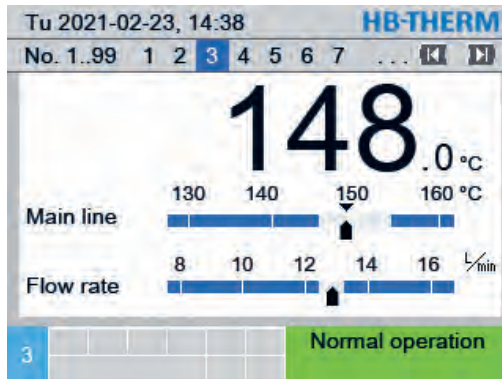 Tu 2021-02-23, 14:38 HB-THERM
No. 1..99 1 2 3 4 5 6 7 ...
148.0 °C
130 140 150 160 °C
Main line
8 10 12 14 16 L/min
Flow rate
3 Normal operation